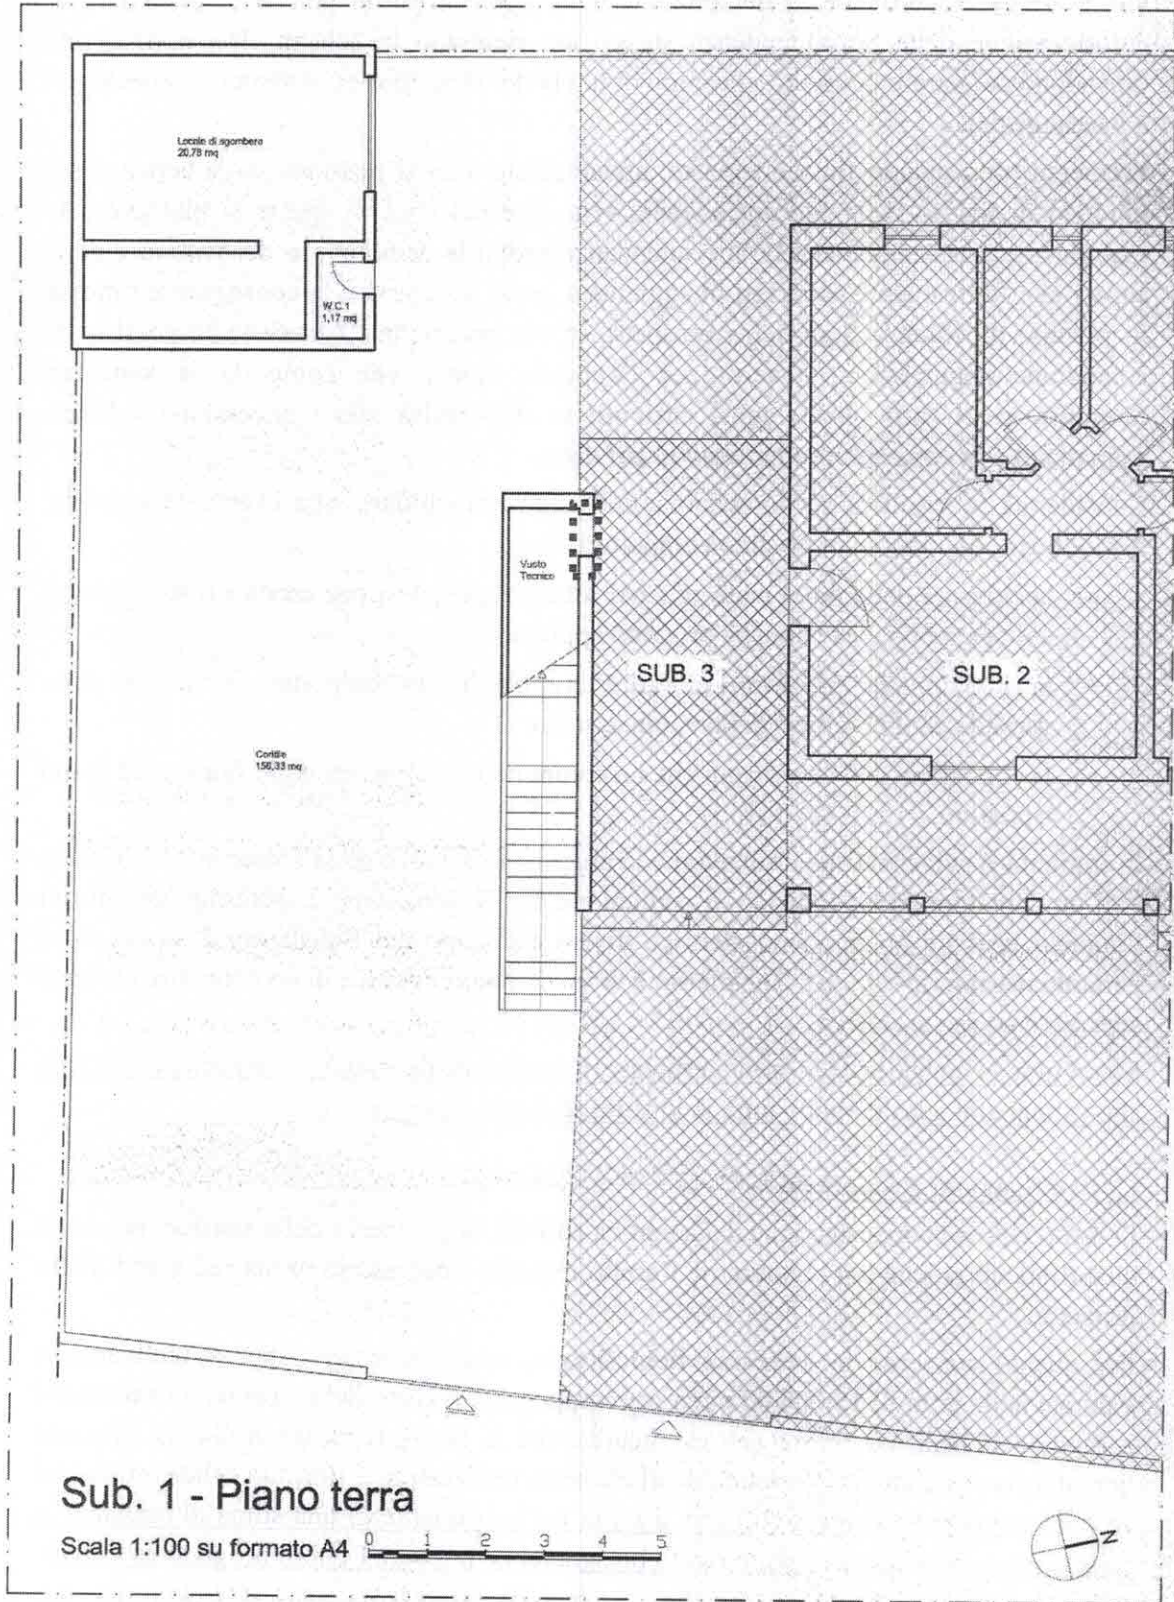 Locale di sgombero
20,78 mq
W.C.1
1,17 mq
Vuoto
Tecnico
SUB. 3
SUB. 2
Cortile
156,33 mq
Sub. 1 - Piano terra
Scala 1:100 su formato A4
0 1 2 3 4 5
N